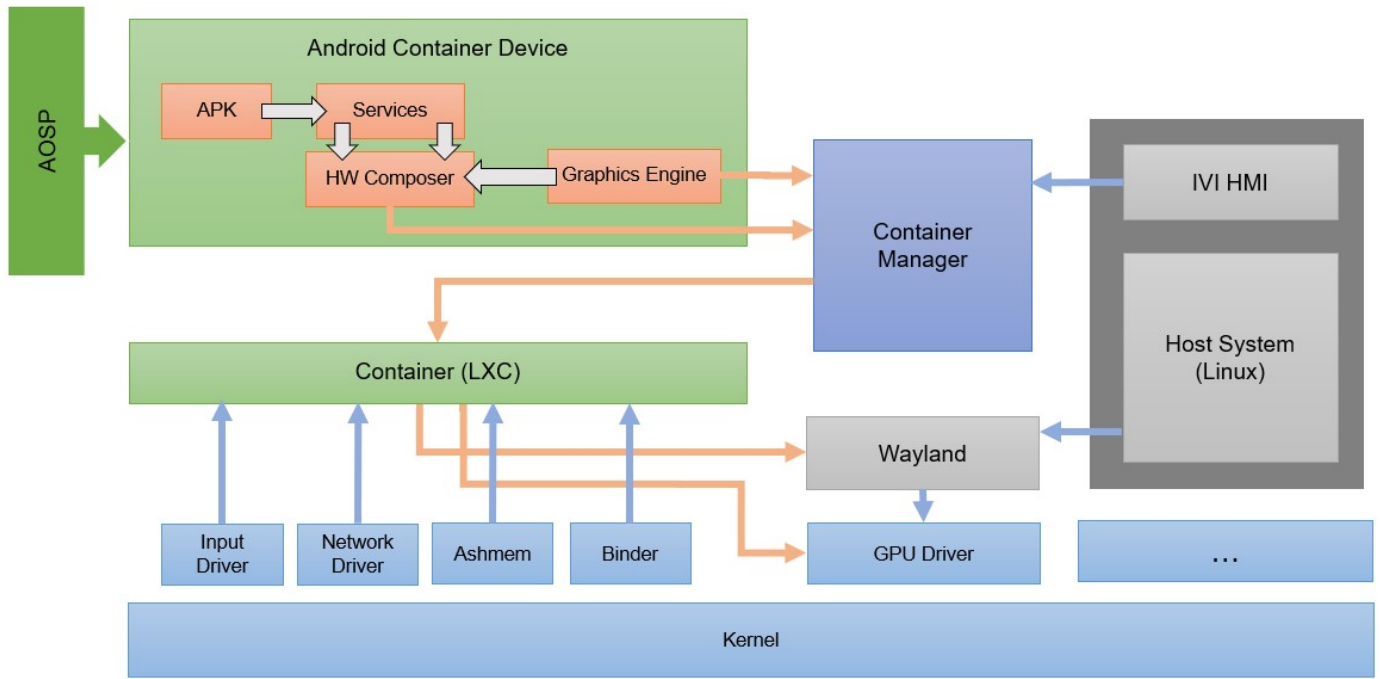 AOSP
Android Container Device
APK
Services
HW Composer
Graphics Engine
Container
Manager
IVI HMI
Host System
(Linux)
Container (LXC)
Wayland
Input
Driver
Network
Driver
Ashmem
Binder
GPU Driver
...
Kernel